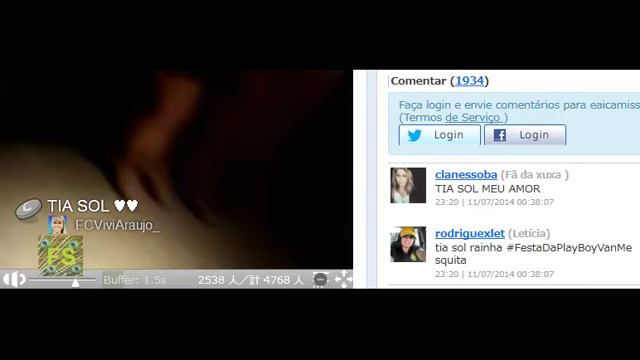 TIA SOL ♥♥
FCViviAraujo_
FS
Buffer: 1.5s
2538 人／計 4768 人
Comentar (1934)
Faça login e envie comentários para eaicamiss
(Termos de Serviço )
Login
f Login
clanessoba (Fã da xuxa )
TIA SOL MEU AMOR
23:20 | 11/07/2014 00:38:07
rodriguexlet (Letícia)
tia sol rainha #FestaDaPlayBoyVanMe
squita
23:20 | 11/07/2014 00:38:07